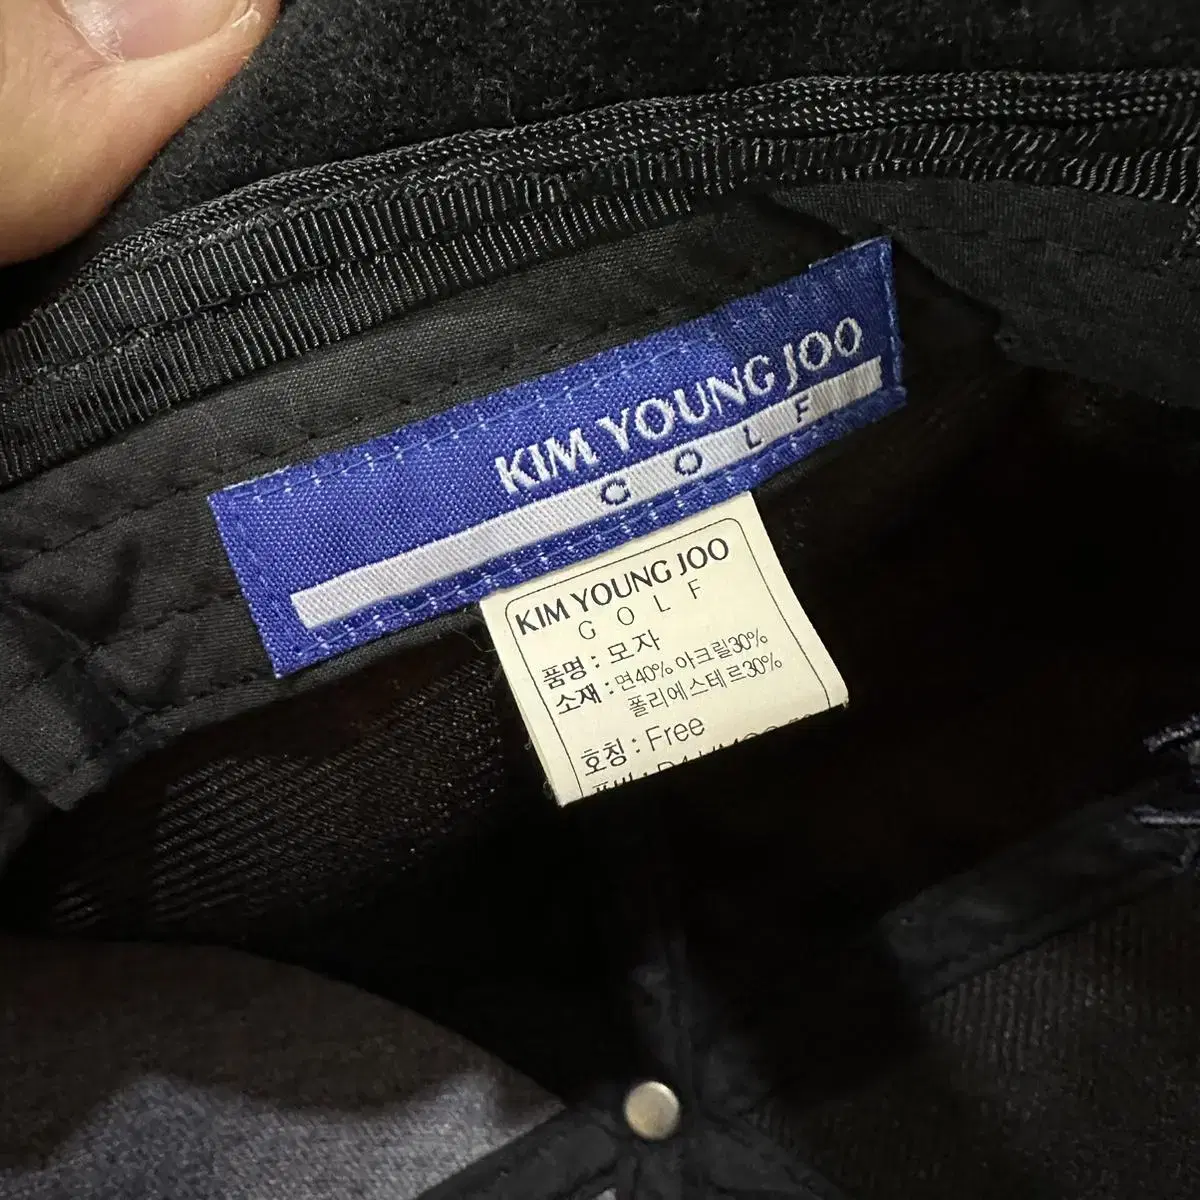 KIM YOUNG JOO
GOLF
KIM YOUNG JOO
GOLF
품명 : 모자
소재 : 면40% 아크릴30%
폴리에스테르30%
호칭 : Free